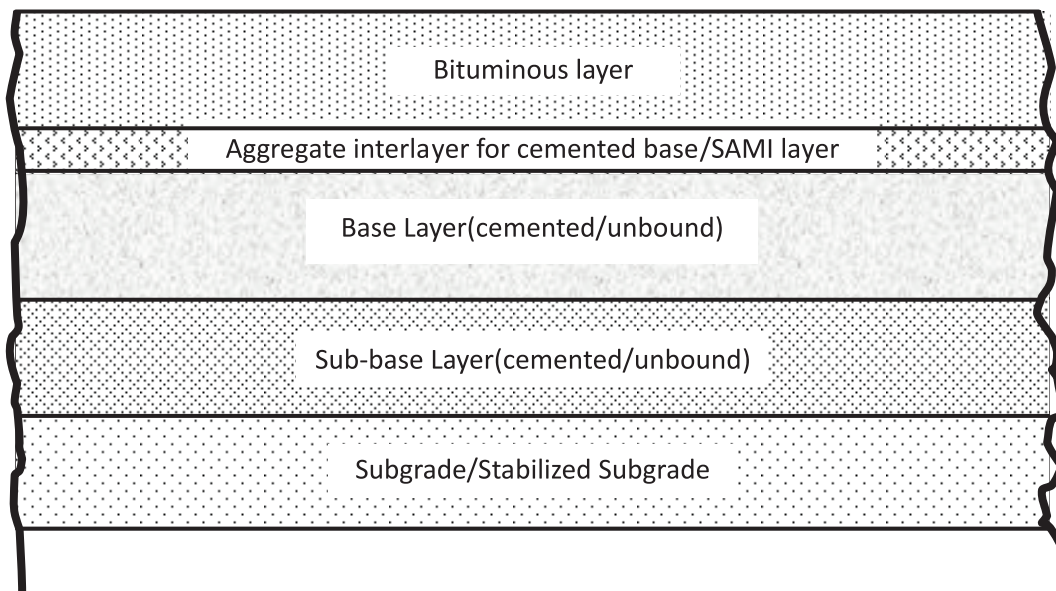 Bituminous layer
Aggregate interlayer for cemented base/SAMI layer
Base Layer(cemented/unbound)
Sub-base Layer(cemented/unbound)
Subgrade/Stabilized Subgrade